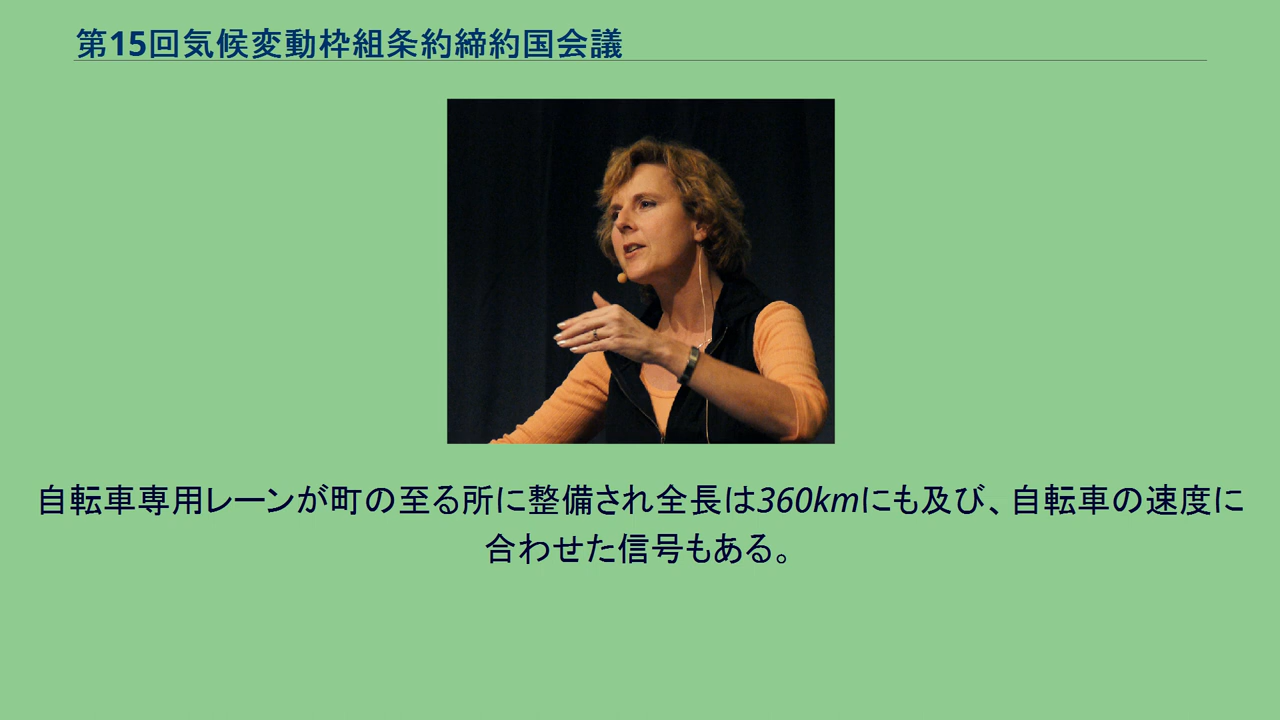 第15回気候変動枠組条約締約国会議
自転車専用レーンが町の至る所に整備され全長は360kmにも及び、自転車の速度に
合わせた信号もある。